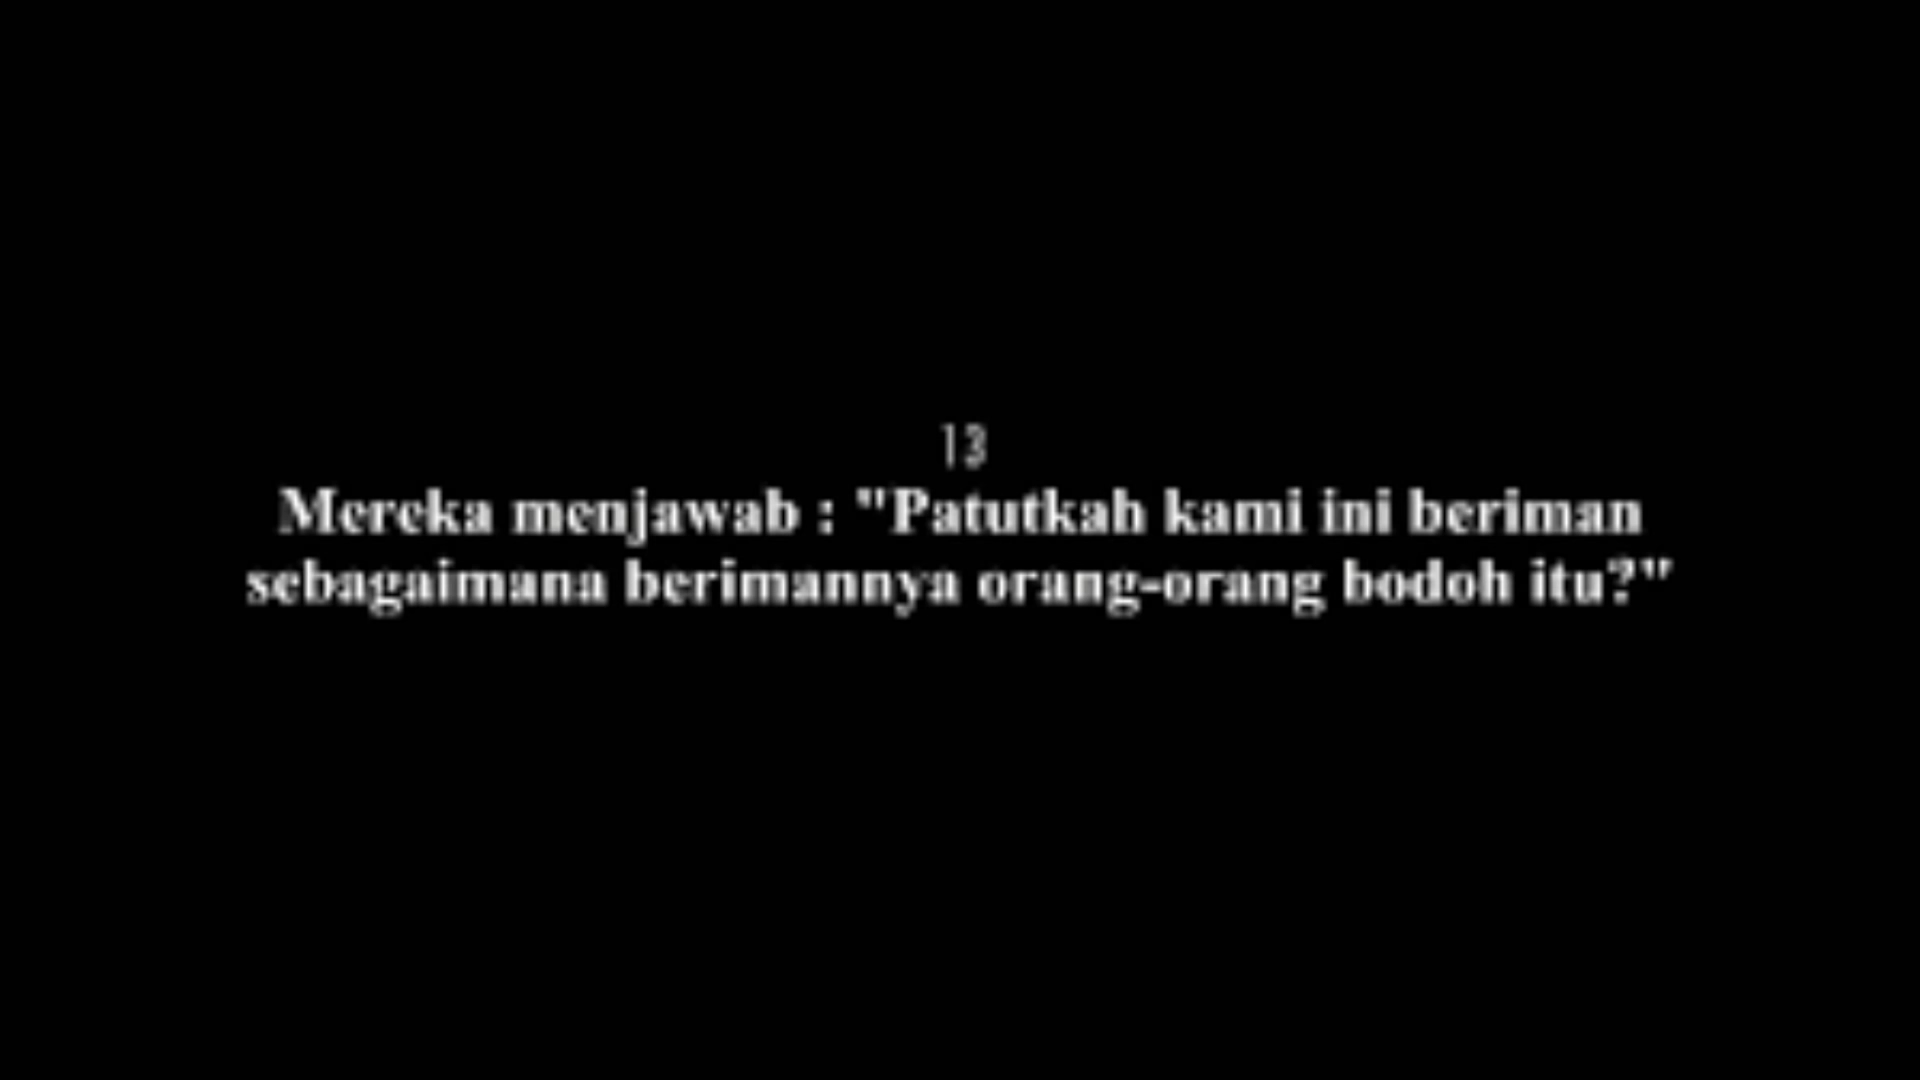 13
Mereka menjawab : "Patutkah kami ini beriman
sebagaimana berimannya orang-orang bodoh itu?"